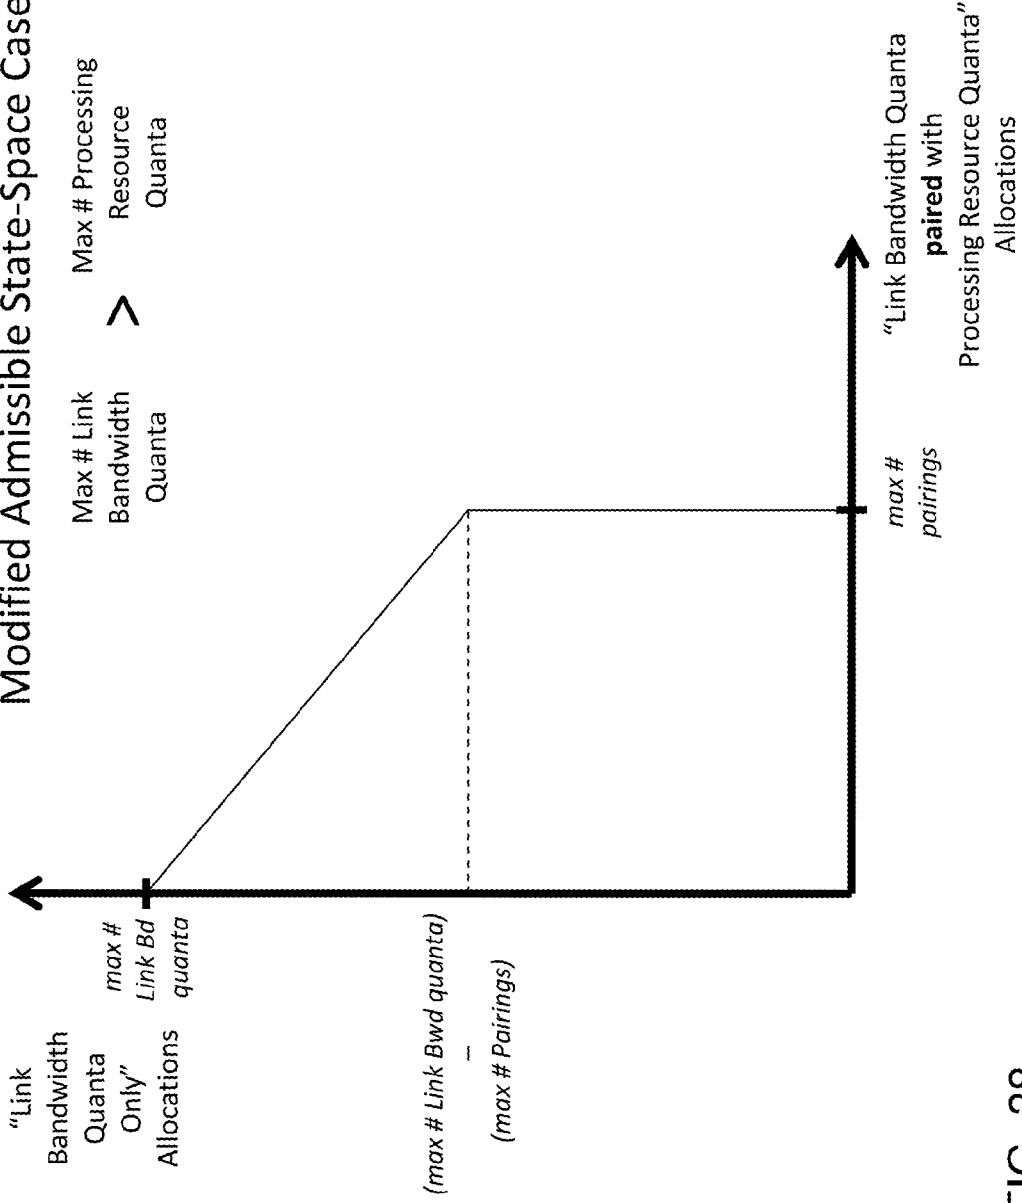 Modified Admissible State-Space Case
Max # Link
Bandwidth
Quanta
>
Max # Processing
Resource
Quanta
“Link
Bandwidth
Quanta
Only”
Allocations
max #
Link Bd
quanta
(max # Link Bwd quanta)
–
(max # Pairings)
max #
pairings
“Link Bandwidth Quanta
paired with
Processing Resource Quanta”
Allocations
FIG. 28